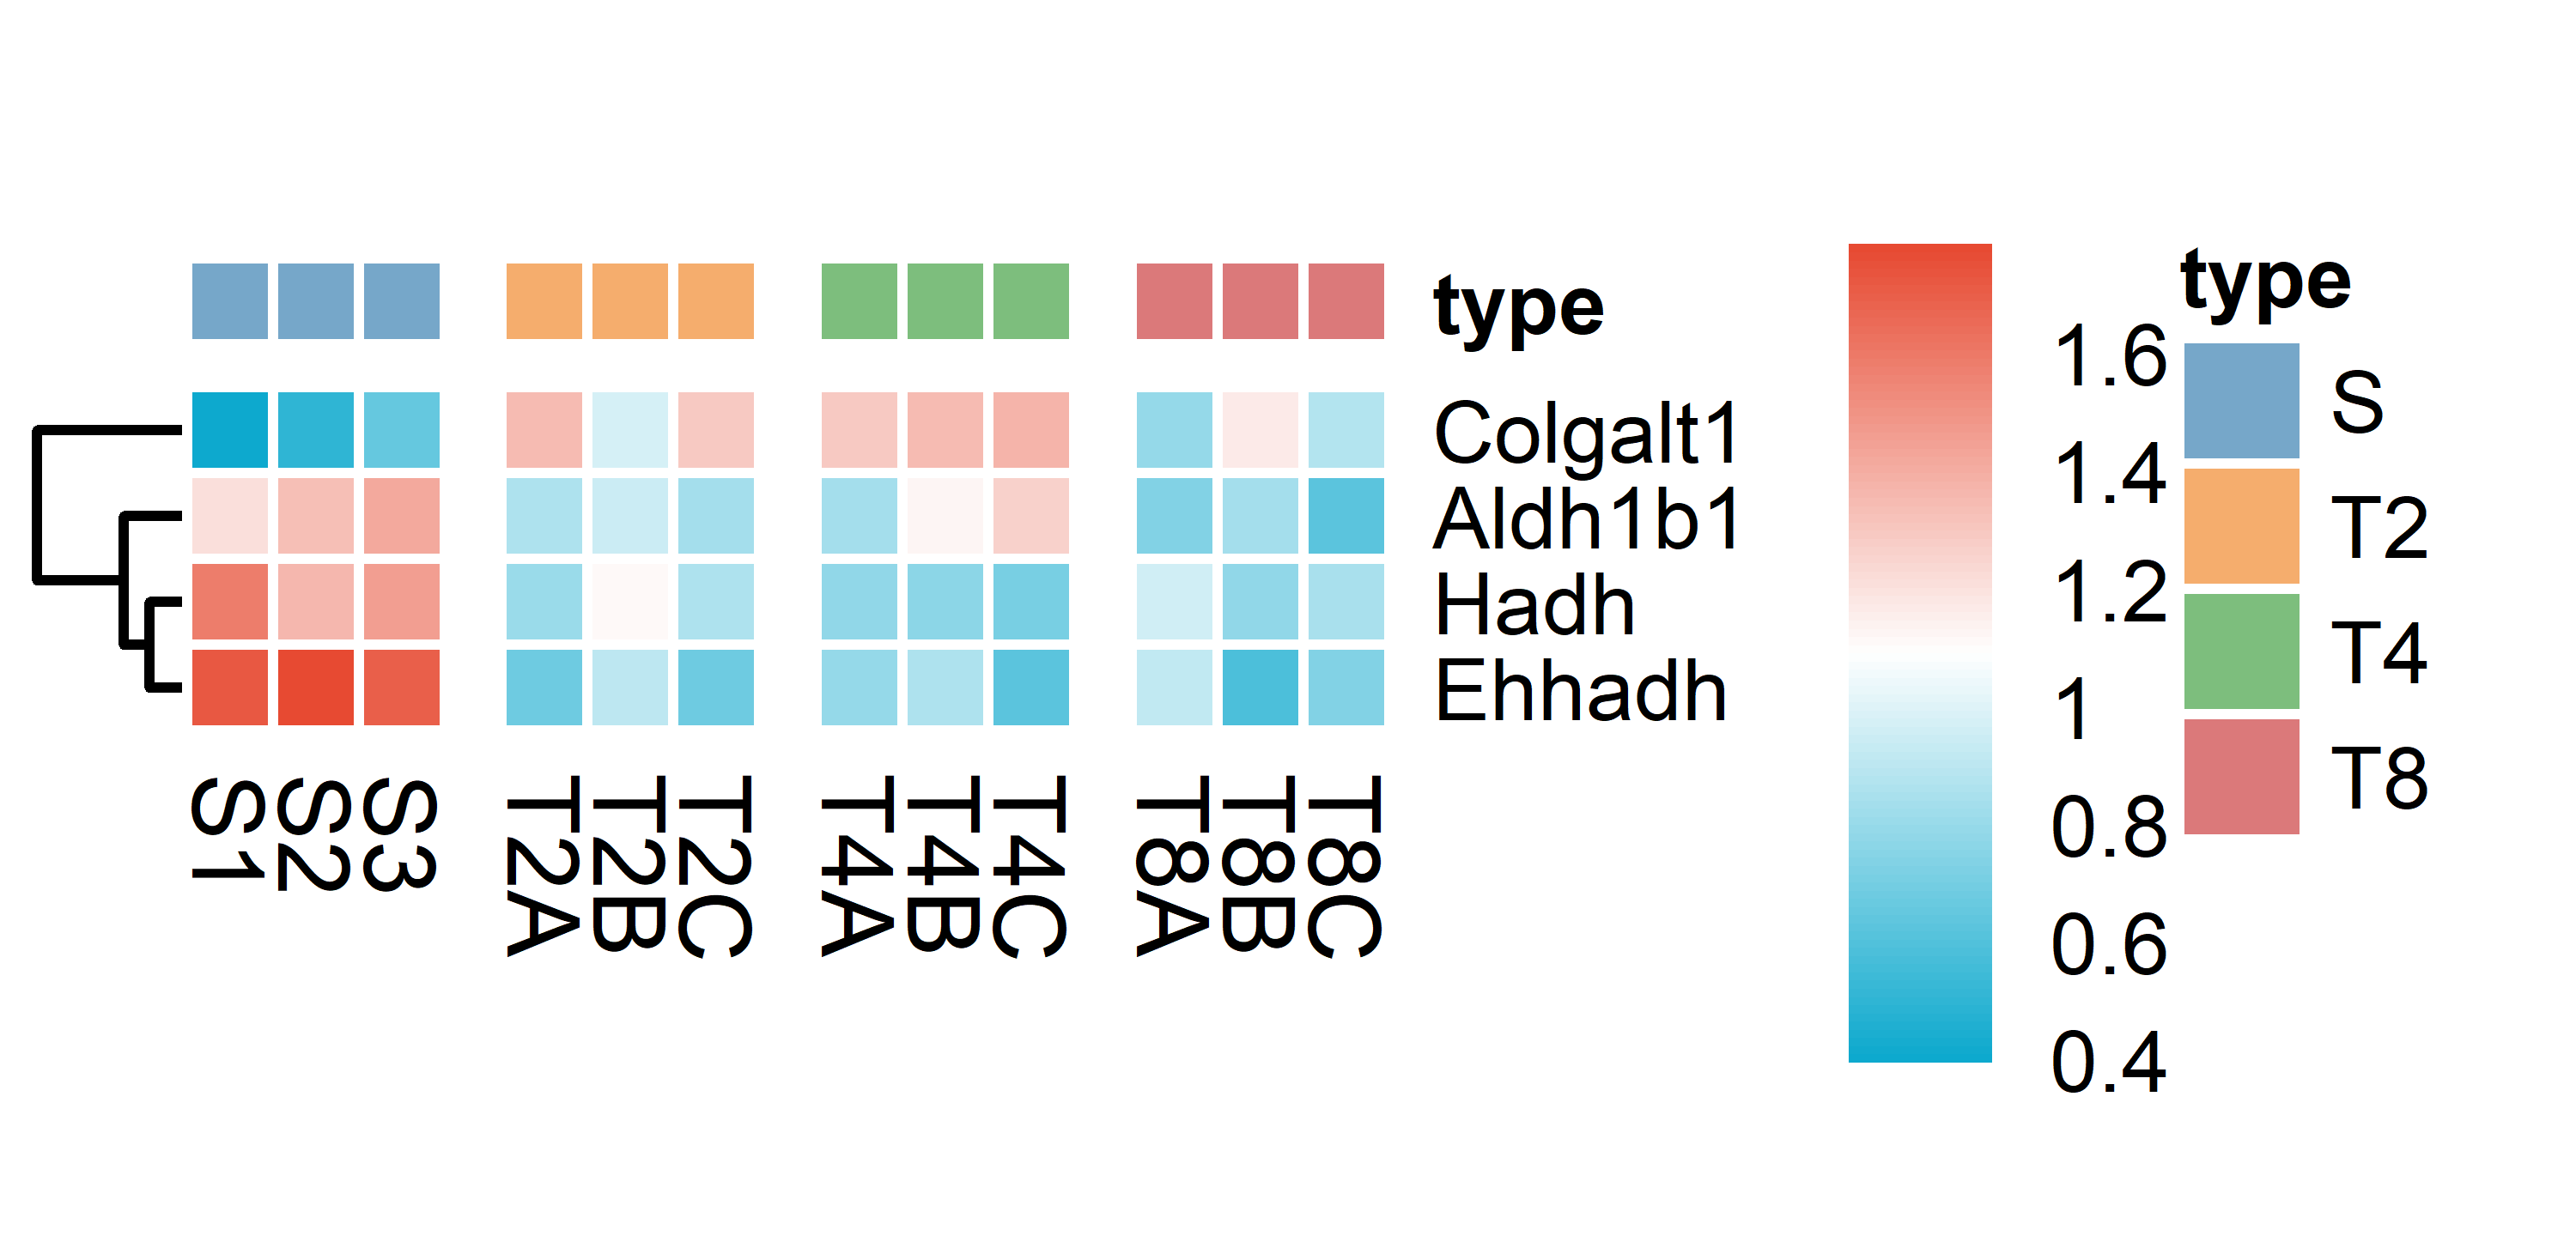 type
Colgalt1
Aldh1b1
Hadh
Ehhadh
S1
S2
S3
T2A
T2B
T2C
T4A
T4B
T4C
T8A
T8B
T8C
1.6
1.4
1.2
1
0.8
0.6
0.4
type
S
T2
T4
T8